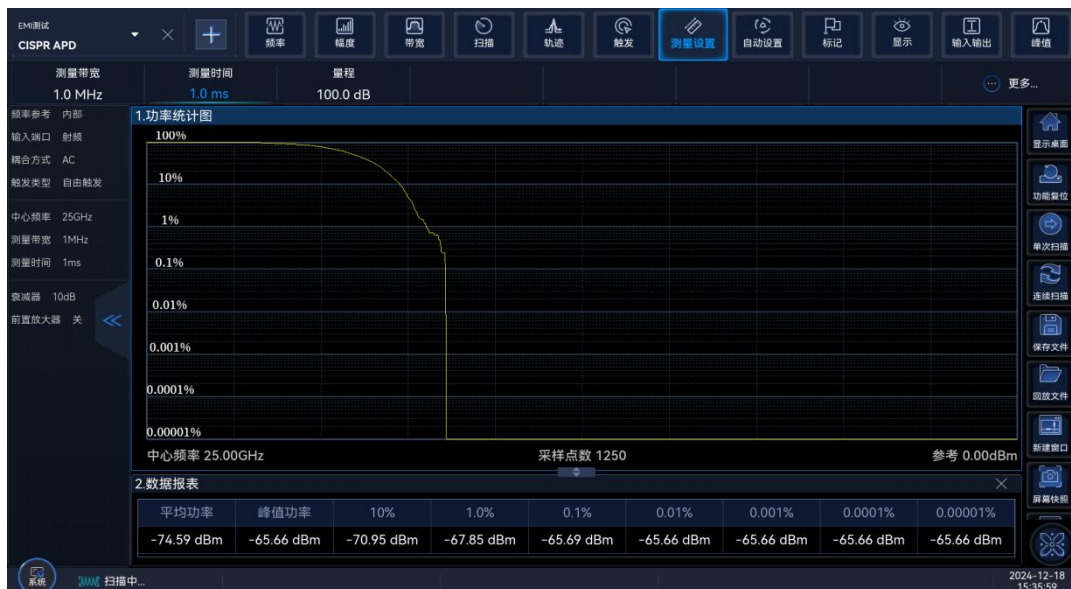 EMI测试
CISPR APD
频率
幅度
带宽
扫描
轨迹
触发
测量设置
自动设置
标记
显示
输入输出
峰值
测量带宽
1.0 MHz
测量时间
1.0 ms
量程
100.0 dB
更多...
频率参考 内部
输入端口 射频
耦合方式 AC
触发类型 自由触发
中心频率 25GHz
测量带宽 1MHz
测量时间 1ms
衰减器 10dB
前置放大器 关
1.功率统计图
100%
10%
1%
0.1%
0.01%
0.001%
0.0001%
0.00001%
中心频率 25.00GHz 采样点数 1250 参考 0.00dBm
2.数据报表
平均功率 峰值功率 10% 1.0% 0.1% 0.01% 0.001% 0.0001% 0.00001%
-74.59 dBm -65.66 dBm -70.95 dBm -67.85 dBm -65.69 dBm -65.66 dBm -65.66 dBm -65.66 dBm -65.66 dBm
显示桌面
功能复位
单次扫描
连续扫描
保存文件
回放文件
新建窗口
屏幕快照
系统
扫描中...
2024-12-18
15:35:59